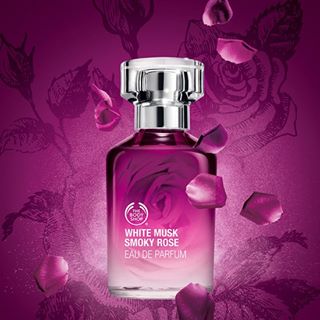 THE
BODY
SHOP
WHITE MUSK
SMOKY ROSE
EAU DE PARFUM